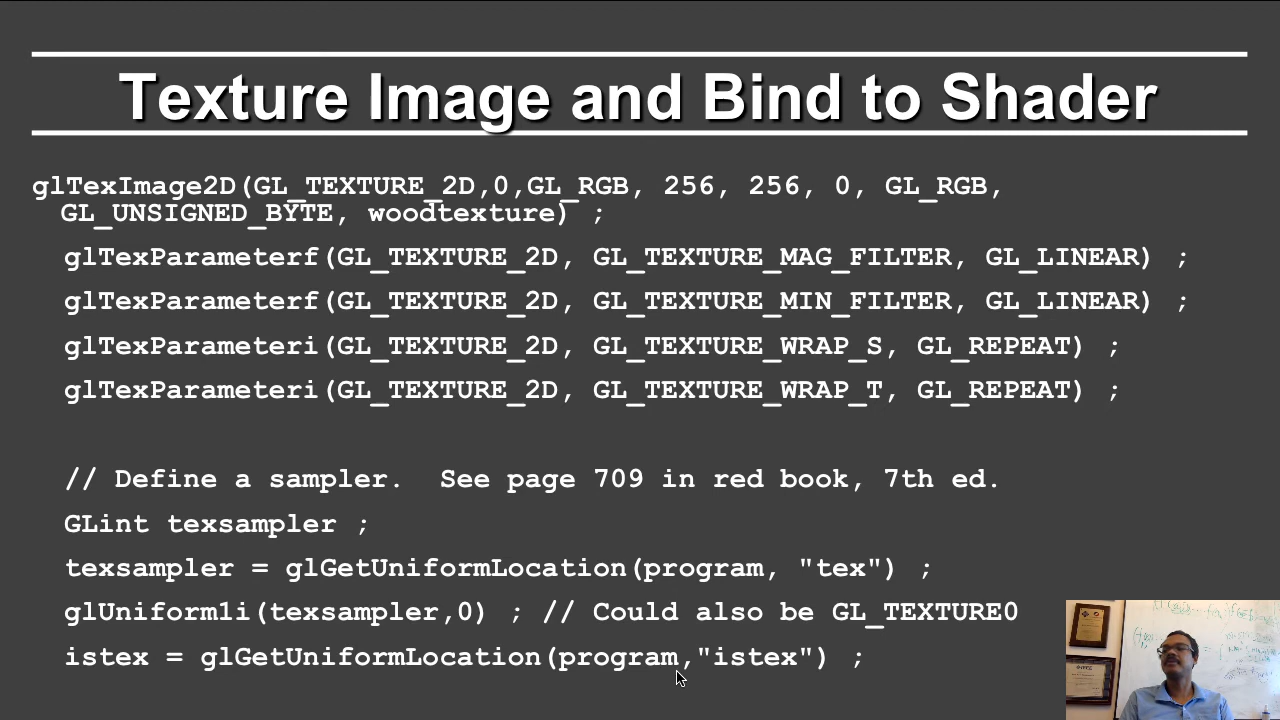 Texture Image and Bind to Shader
glTexImage2D(GL_TEXTURE_2D,0,GL_RGB, 256, 256, 0, GL_RGB,
GL_UNSIGNED_BYTE, woodtexture) ;
glTexParameterf(GL_TEXTURE_2D, GL_TEXTURE_MAG_FILTER, GL_LINEAR) ;
glTexParameterf(GL_TEXTURE_2D, GL_TEXTURE_MIN_FILTER, GL_LINEAR) ;
glTexParameteri(GL_TEXTURE_2D, GL_TEXTURE_WRAP_S, GL_REPEAT) ;
glTexParameteri(GL_TEXTURE_2D, GL_TEXTURE_WRAP_T, GL_REPEAT) ;
// Define a sampler.  See page 709 in red book, 7th ed.
GLint texsampler ;
texsampler = glGetUniformLocation(program, "tex") ;
glUniform1i(texsampler,0) ; // Could also be GL_TEXTURE0
istex = glGetUniformLocation(program,"istex") ;